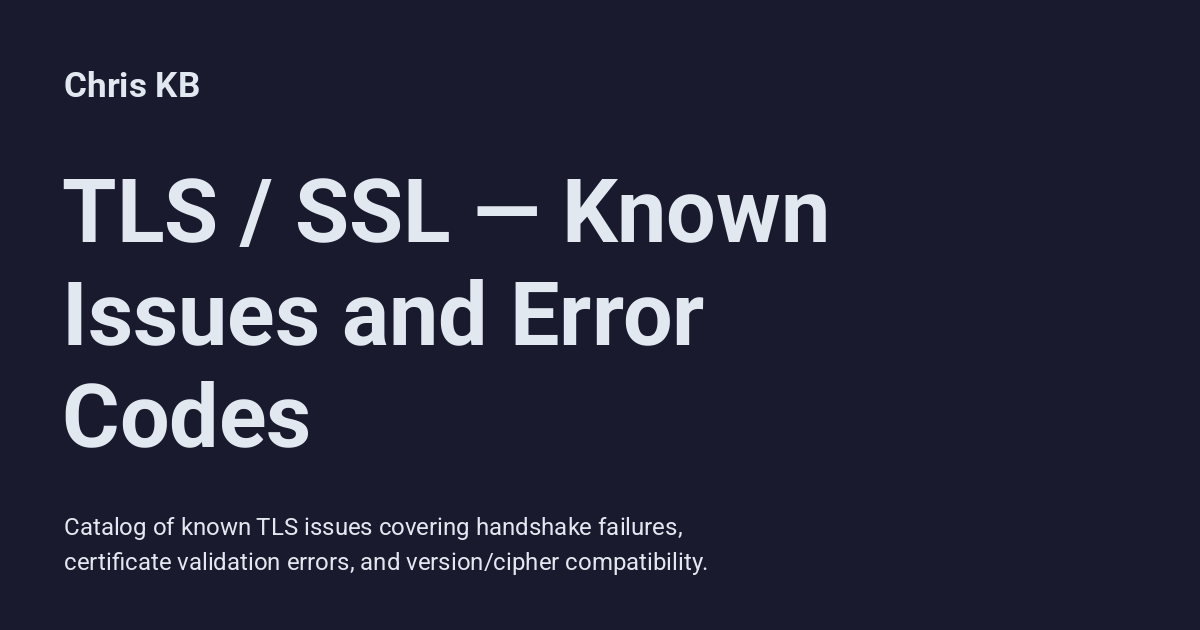 Chris KB
TLS / SSL — Known
Issues and Error
Codes
Catalog of known TLS issues covering handshake failures,
certificate validation errors, and version/cipher compatibility.